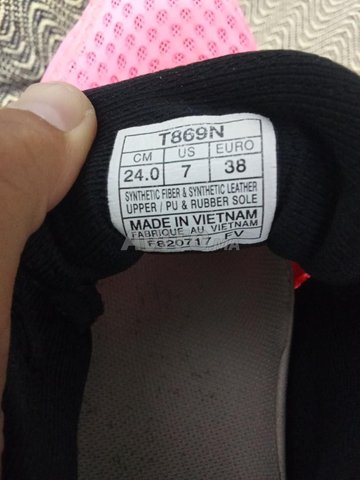 T869N
CM US EURO
24.0 7 38
SYNTHETIC FIBER & SYNTHETIC LEATHER
UPPER / PU & RUBBER SOLE
MADE IN VIETNAM
FABRIQUE AU VIETNAM
F620717 FV